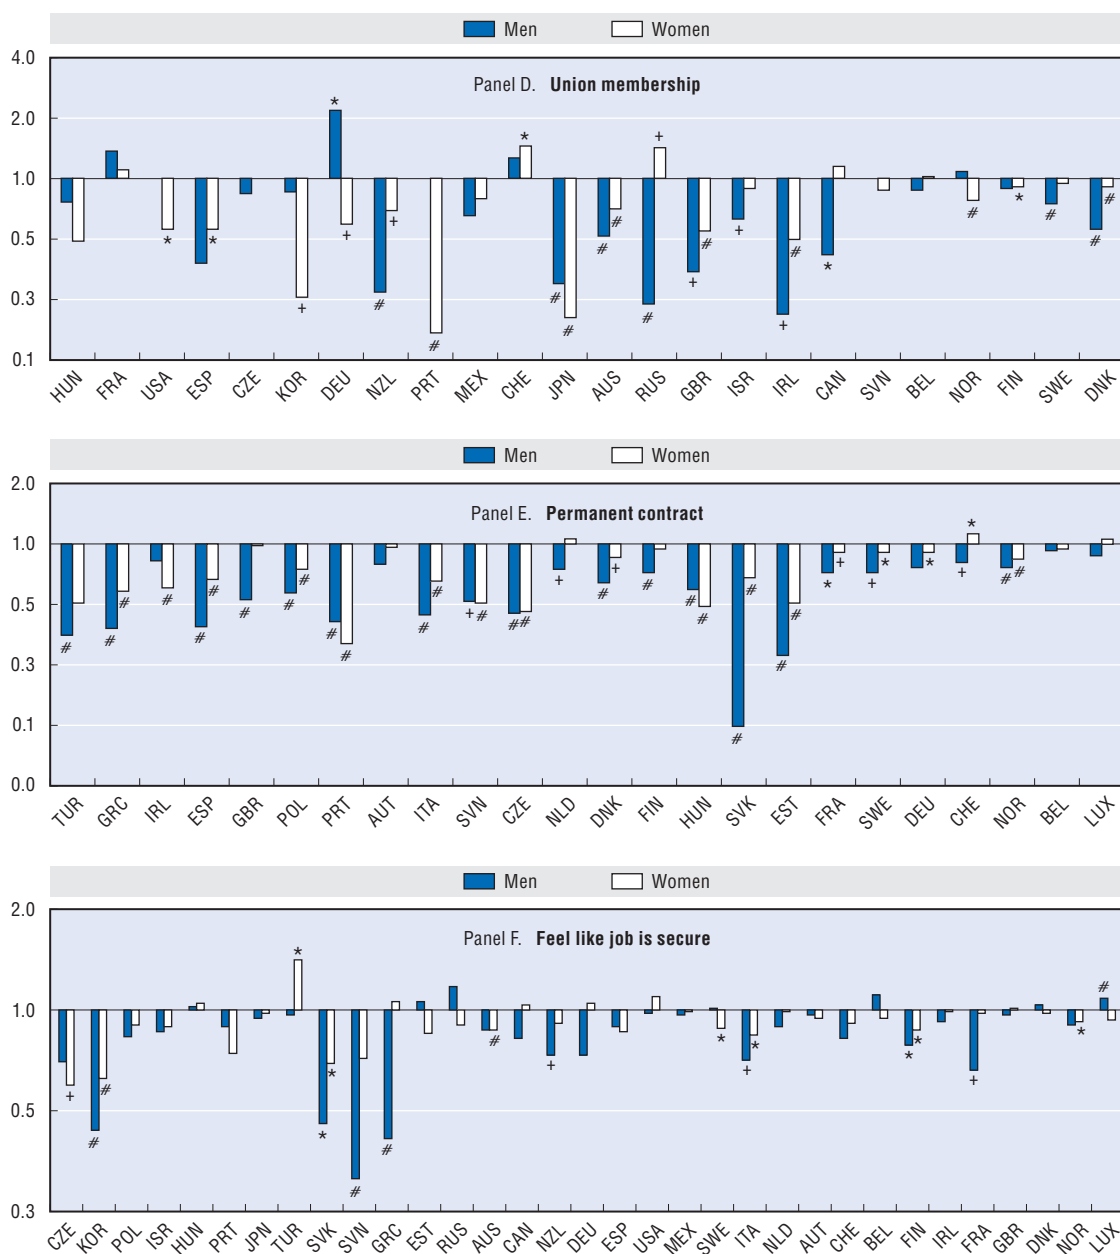 Men Women
4.0
Panel D. Union membership
2.0
1.0
0.5
0.3
0.1
* + * + # + # * + # # # # # # + + # # + + # * # * # # #
HUN FRA USA ESP CZE KOR DEU NZL PRT MEX CHE JPN AUS RUS GBR ISR IRL CAN SVN BEL NOR FIN SWE DNK
Men Women
2.0
Panel E. Permanent contract
1.0
0.5
0.3
0.1
0.0
TUR GRC IRL ESP GBR POL PRT AUT ITA SVN CZE NLD DNK FIN HUN SVK EST FRA SWE DEU CHE NOR BEL LUX
Men Women
2.0
Panel F. Feel like job is secure
1.0
0.5
0.3
CZE KOR POL ISR HUN PRT JPN TUR SVK SVN GRC EST RUS AUS CAN NZL DEU ESP USA MEX SWE ITA NLD AUT CHE BEL FIN IRL FRA GBR DNK NOR LUX